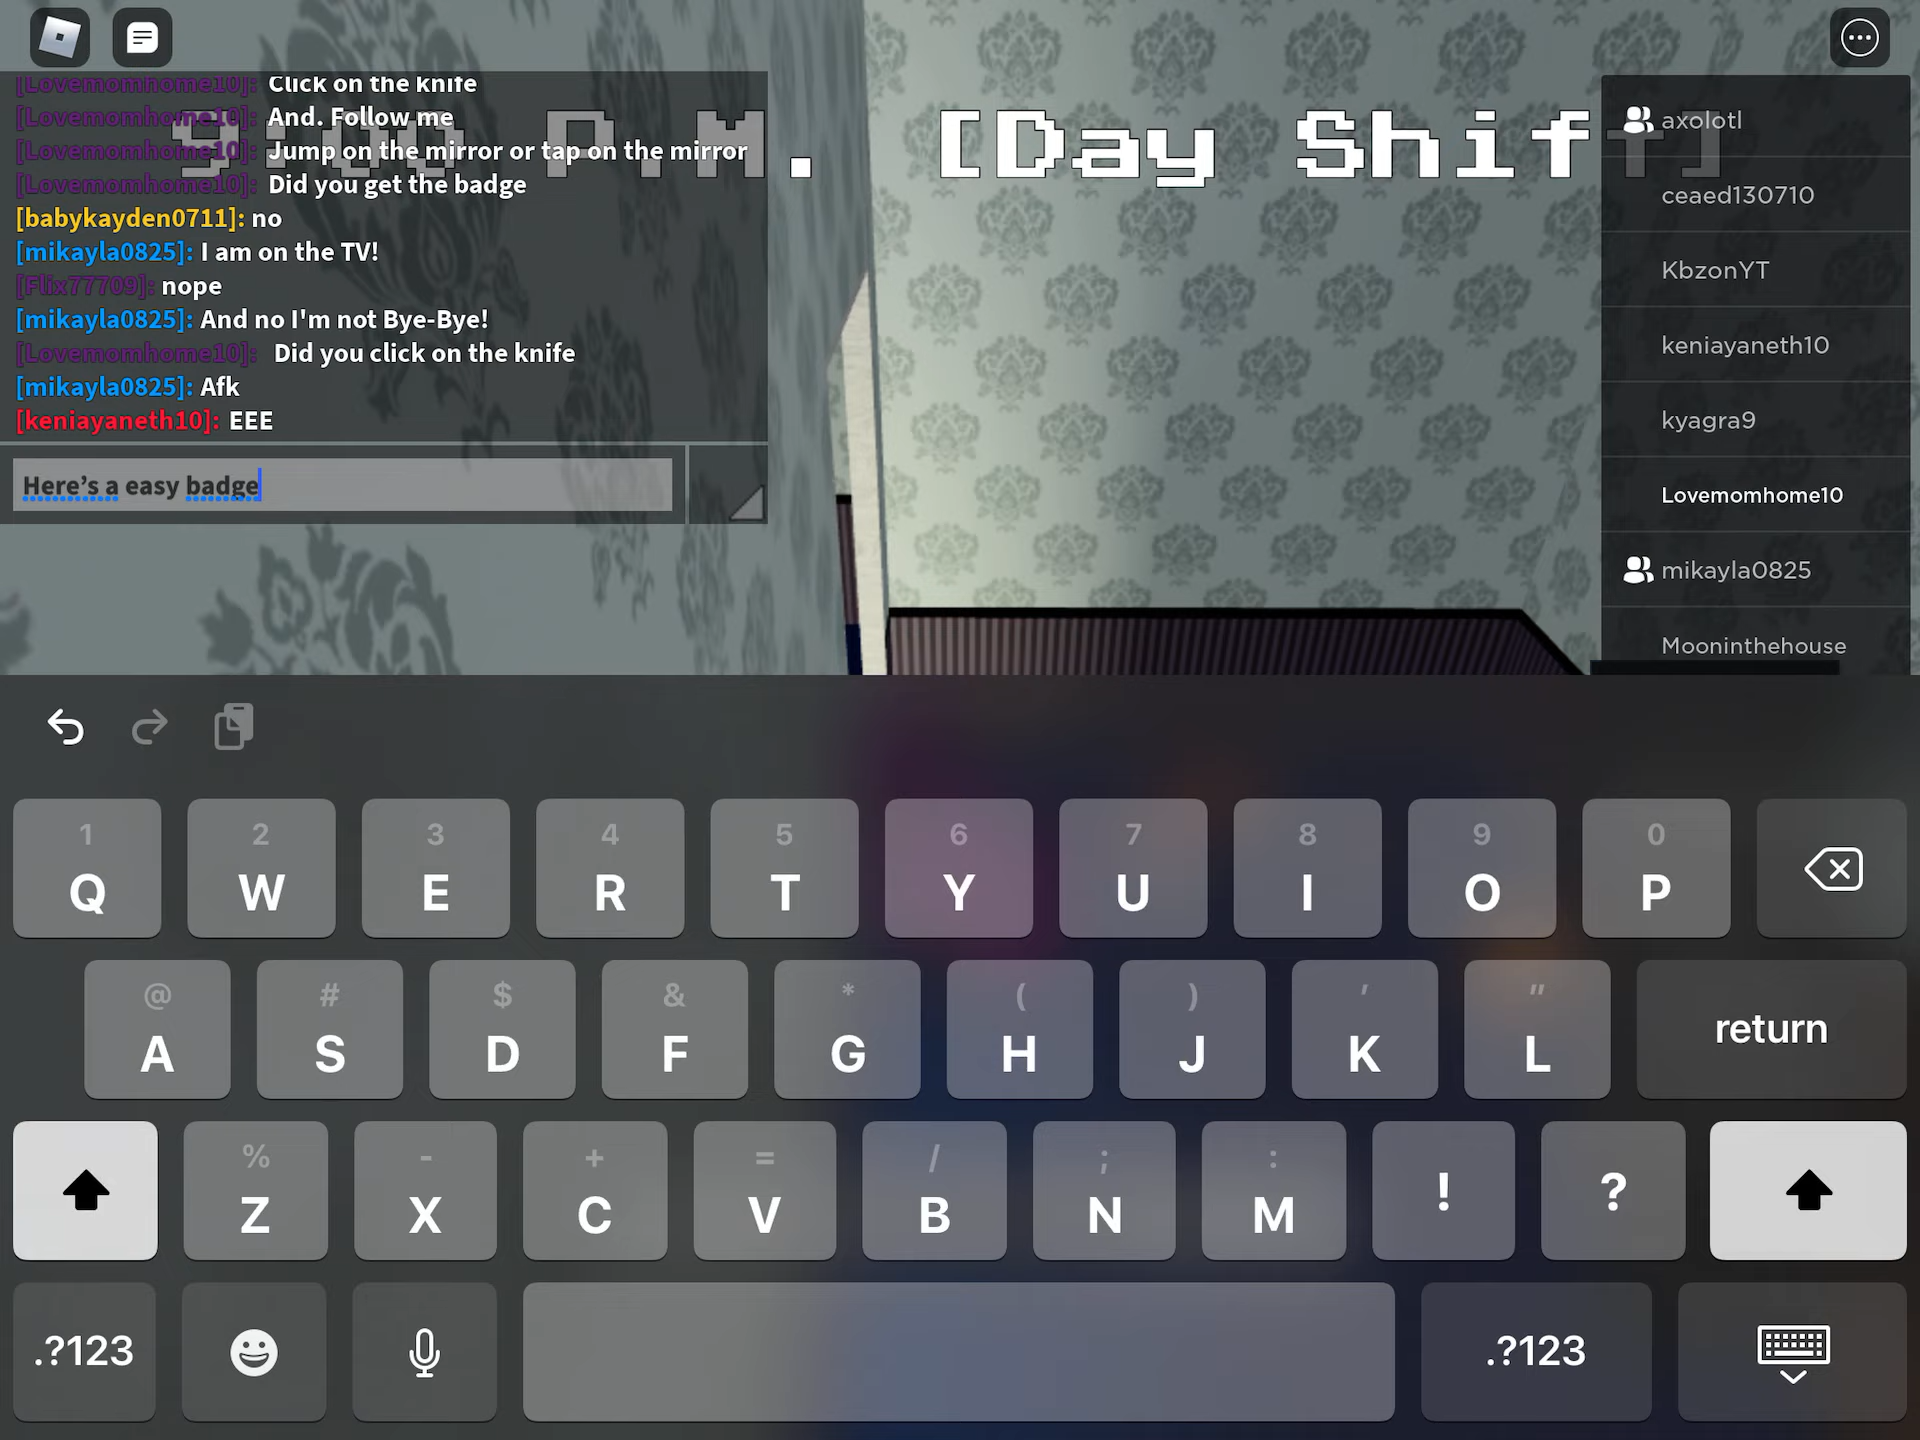 [Lovemomhome10]: Click on the knife
[Lovemomhome10]: And. Follow me
[Lovemomhome10]: Jump on the mirror or tap on the mirror
[Lovemomhome10]: Did you get the badge
[babykayden0711]: no
[mikayla0825]: I am on the TV!
[Flix77709]: nope
[mikayla0825]: And no I'm not Bye-Bye!
[Lovemomhome10]: Did you click on the knife
[mikayla0825]: Afk
[keniayaneth10]: EEE
Here’s a easy badge
9:00 P.M. [Day Shift]
axolotl
ceaed130710
KbzonYT
keniayaneth10
kyagra9
Lovemomhome10
mikayla0825
Mooninthehouse
1 2 3 4 5 6 7 8 9 0
Q W E R T Y U I O P
@ # $ & * ( ) ' "
A S D F G H J K L return
% - + = / ; :
Z X C V B N M ! ?
.?123 .?123